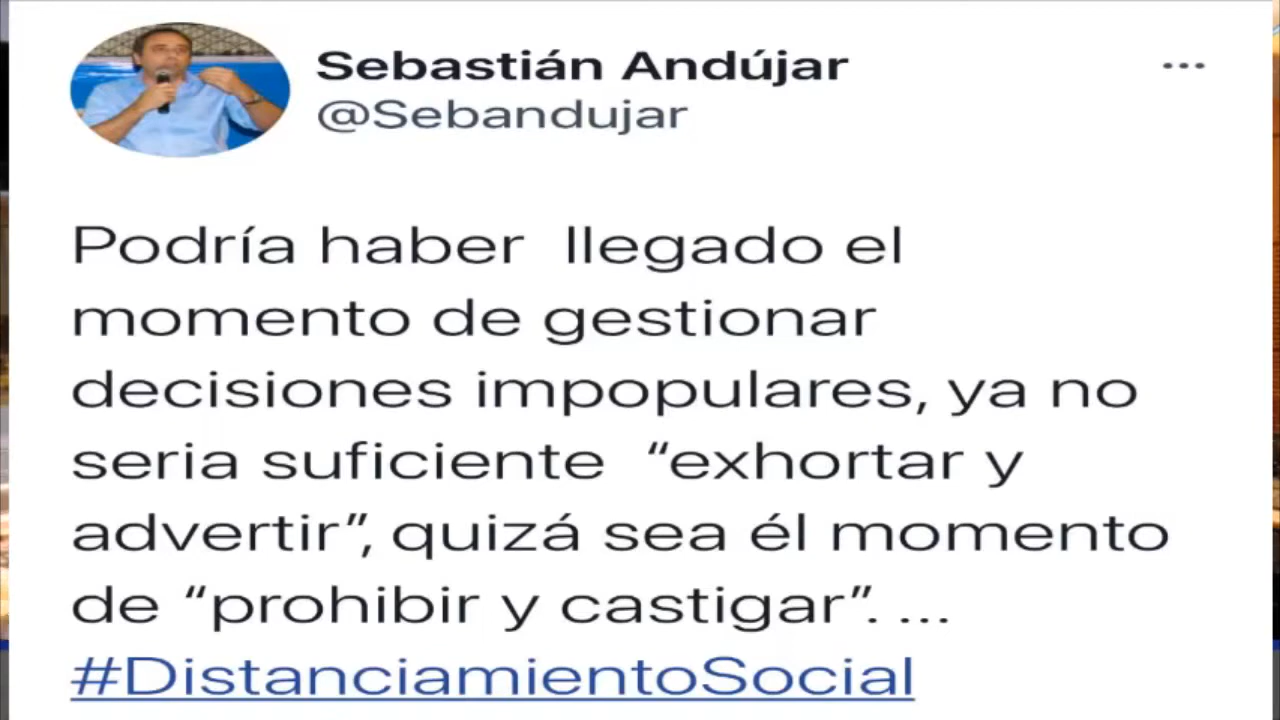 Sebastián Andújar
@Sebandujar
Podría haber llegado el
momento de gestionar
decisiones impopulares, ya no
seria suficiente “exhortar y
advertir”, quizá sea él momento
de “prohibir y castigar”. ...
#DistanciamientoSocial